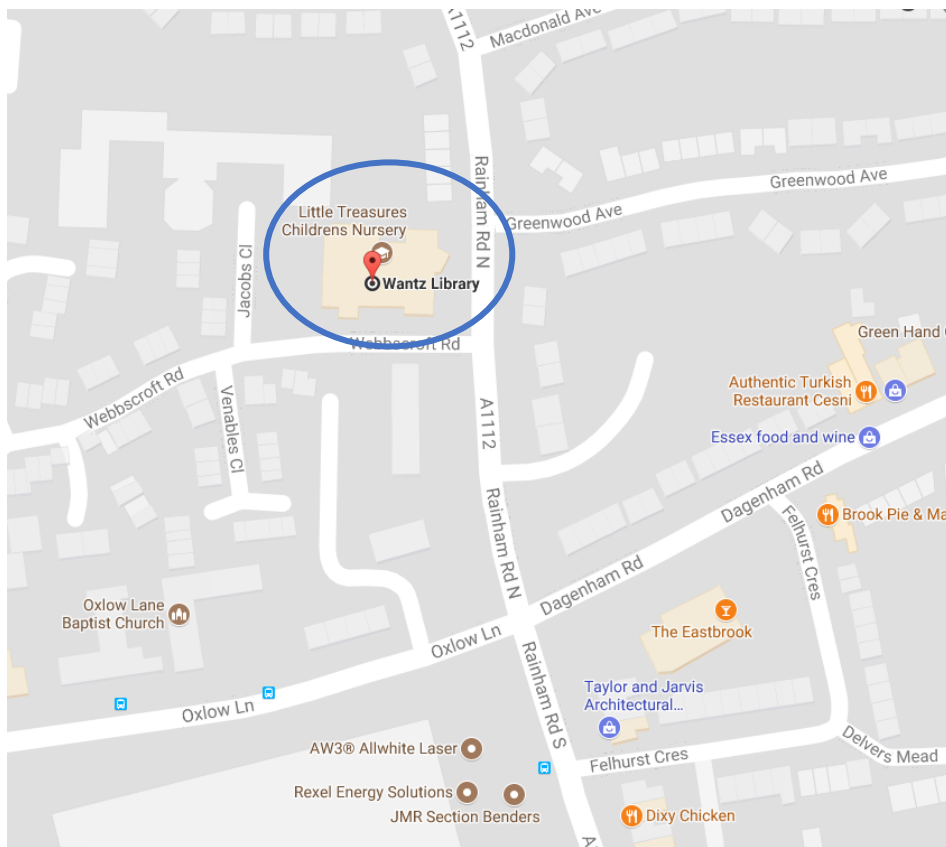 Macdonald Ave
A1112
Rainham Rd N
Greenwood Ave
Greenwood Ave
Little Treasures
Childrens Nursery
Wantz Library
Jacobs Cl
Webbscroft Rd
Webbscroft Rd
Venables Cl
A1112
Green Hand
Authentic Turkish
Restaurant Cesni
Essex food and wine
Dagenham Rd
Rainham Rd N
Felhurst Cres
Brook Pie & Ma
Dagenham Rd
Oxlow Lane
Baptist Church
The Eastbrook
Oxlow Ln
Oxlow Ln
Rainham Rd S
Taylor and Jarvis
Architectural...
AW3® Allwhite Laser
Felhurst Cres
Delvers Mead
Rexel Energy Solutions
JMR Section Benders
Dixy Chicken